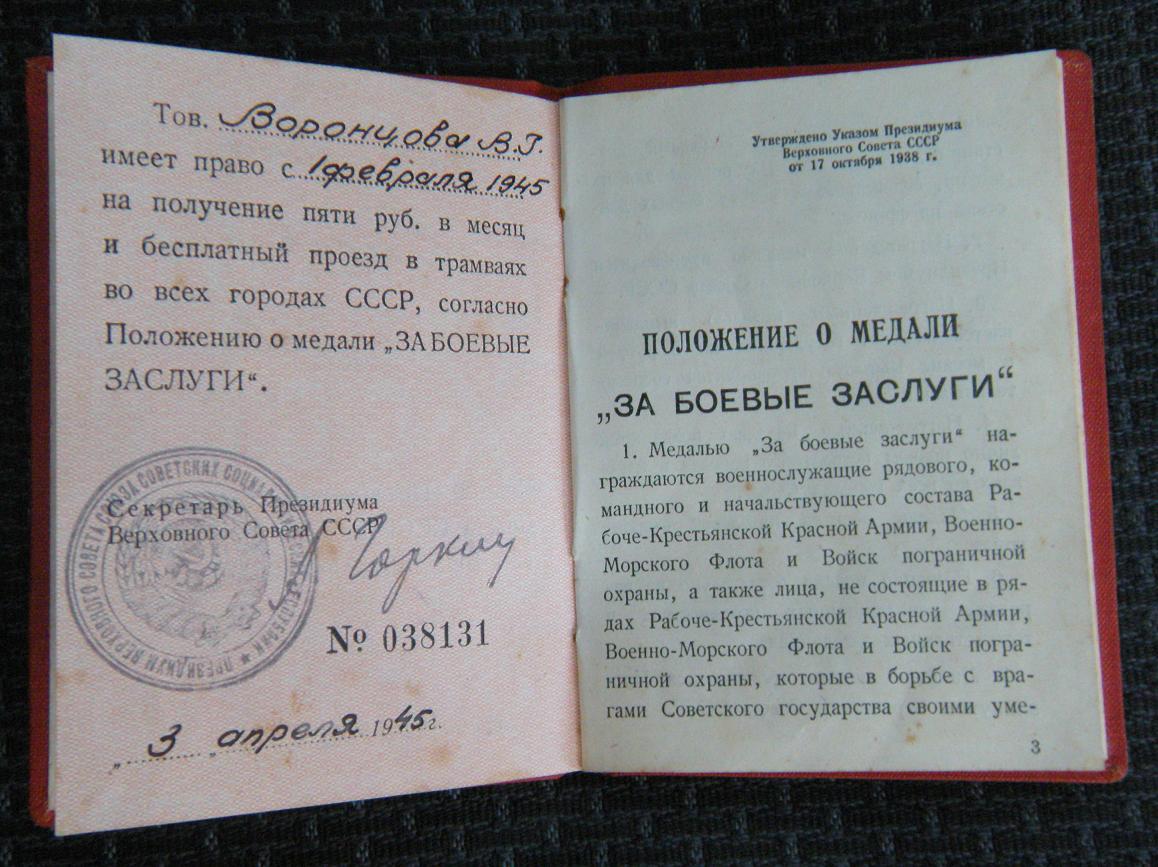 Тов. Воронцова В.Г.
имеет право с 1 февраля 1945
на получение пяти руб. в месяц
и бесплатный проезд в трамваях
во всех городах СССР, согласно
Положению о медали „ЗА БОЕВЫЕ
ЗАСЛУГИ“.
Секретарь Президиума
Верховного Совета СССР
Горкин
№ 038131
„ 3 „ апреля 1945 г.
ПРЕЗИДИУМ ВЕРХОВНОГО СОВЕТА СОЮЗА СОВЕТСКИХ
Утверждено Указом Президиума
Верховного Совета СССР
от 17 октября 1938 г.
ПОЛОЖЕНИЕ О МЕДАЛИ
„ЗА БОЕВЫЕ ЗАСЛУГИ“
1. Медалью „За боевые заслуги“ на-
граждаются военнослужащие рядового, ко-
мандного и начальствующего состава Ра-
боче-Крестьянской Красной Армии, Военно-
Морского Флота и Войск пограничной
охраны, а также лица, не состоящие в ря-
дах Рабоче-Крестьянской Красной Армии,
Военно-Морского Флота и Войск погра-
ничной охраны, которые в борьбе с вра-
гами Советского государства своими уме-
3